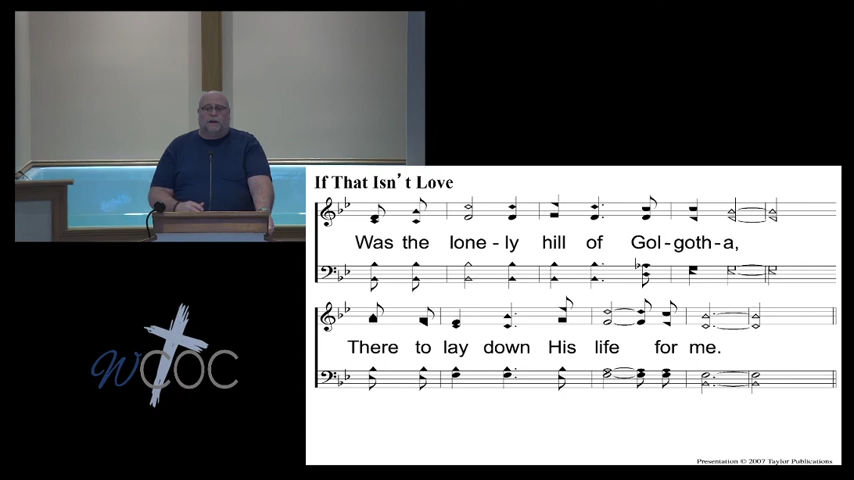 If That Isn't Love
Was the lone-ly hill of Gol-goth-a,
There to lay down His life for me.
Presentation © 2007 Taylor Publications
WCOC